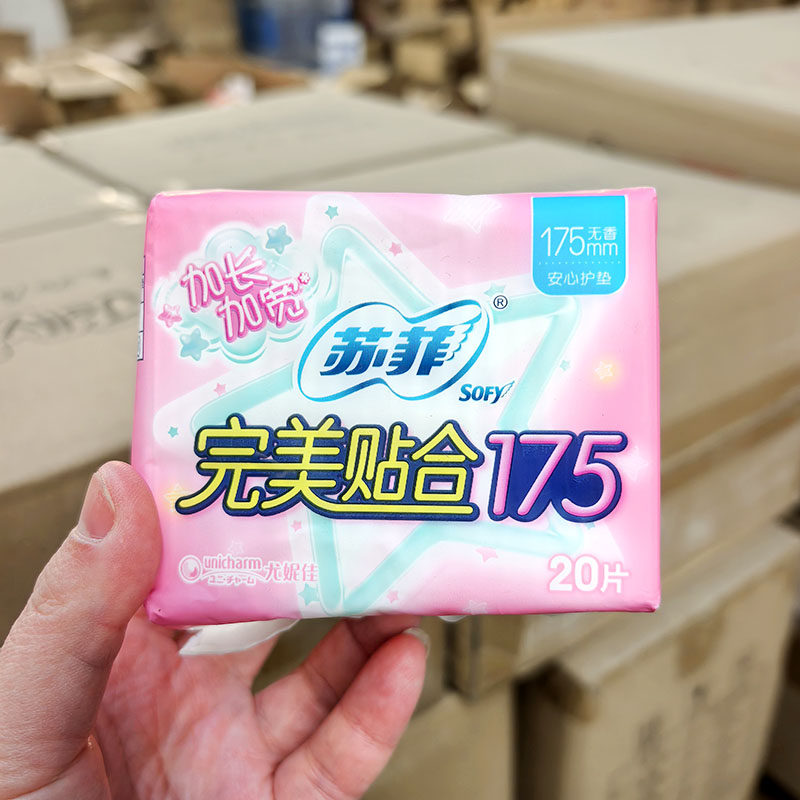 加长
加宽
175mm 无香
安心护垫
苏菲®
SOFY
完美贴合175
unicharm
ユニ・チャーム 尤妮佳
20片